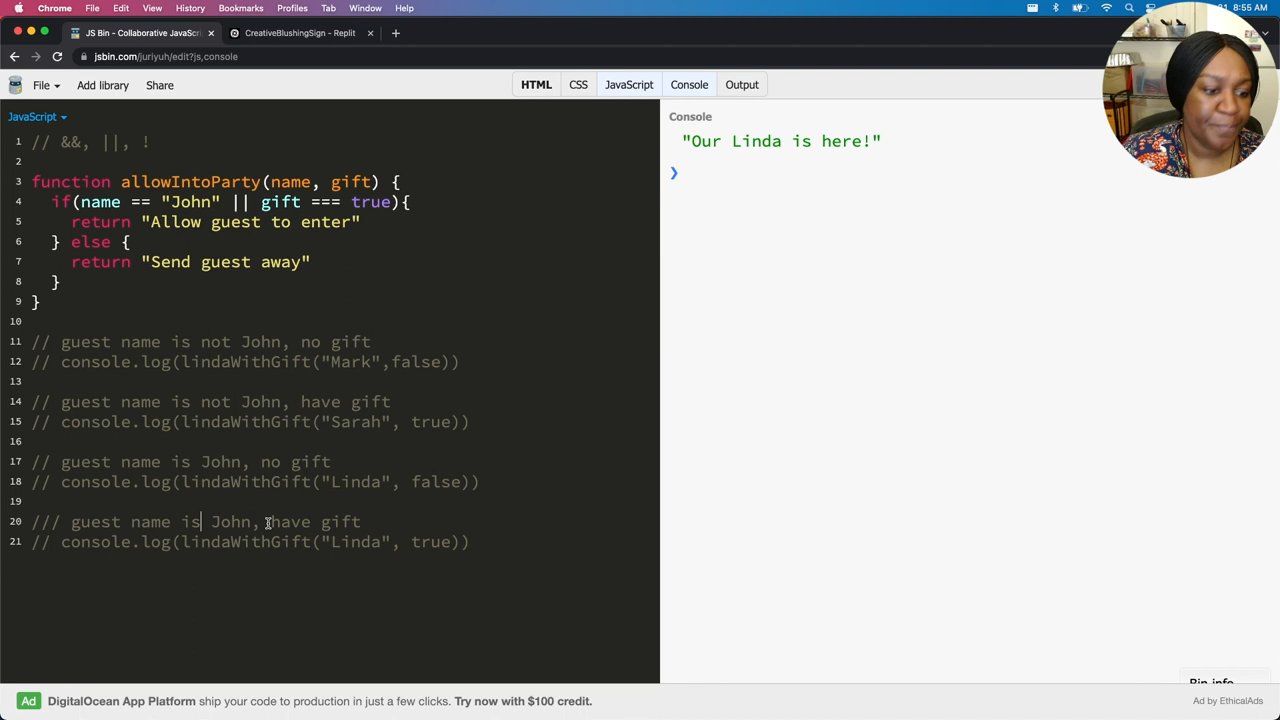 Chrome File Edit View History Bookmarks Profiles Tab Window Help
8:55 AM
JS Bin - Collaborative JavaScri
CreativeBlushingSign - Replit
jsbin.com/juriyuh/edit?js,console
File Add library Share HTML CSS JavaScript Console Output
JavaScript
1 // &&, ||, !
2
3 function allowIntoParty(name, gift) {
4 if(name == "John" || gift === true){
5 return "Allow guest to enter"
6 } else {
7 return "Send guest away"
8 }
9 }
10
11 // guest name is not John, no gift
12 // console.log(lindaWithGift("Mark",false))
13
14 // guest name is not John, have gift
15 // console.log(lindaWithGift("Sarah", true))
16
17 // guest name is John, no gift
18 // console.log(lindaWithGift("Linda", false))
19
20 /// guest name is John, have gift
21 // console.log(lindaWithGift("Linda", true))
Console
"Our Linda is here!"
Bin info
Ad DigitalOcean App Platform ship your code to production in just a few clicks. Try now with $100 credit.
Ad by EthicalAds